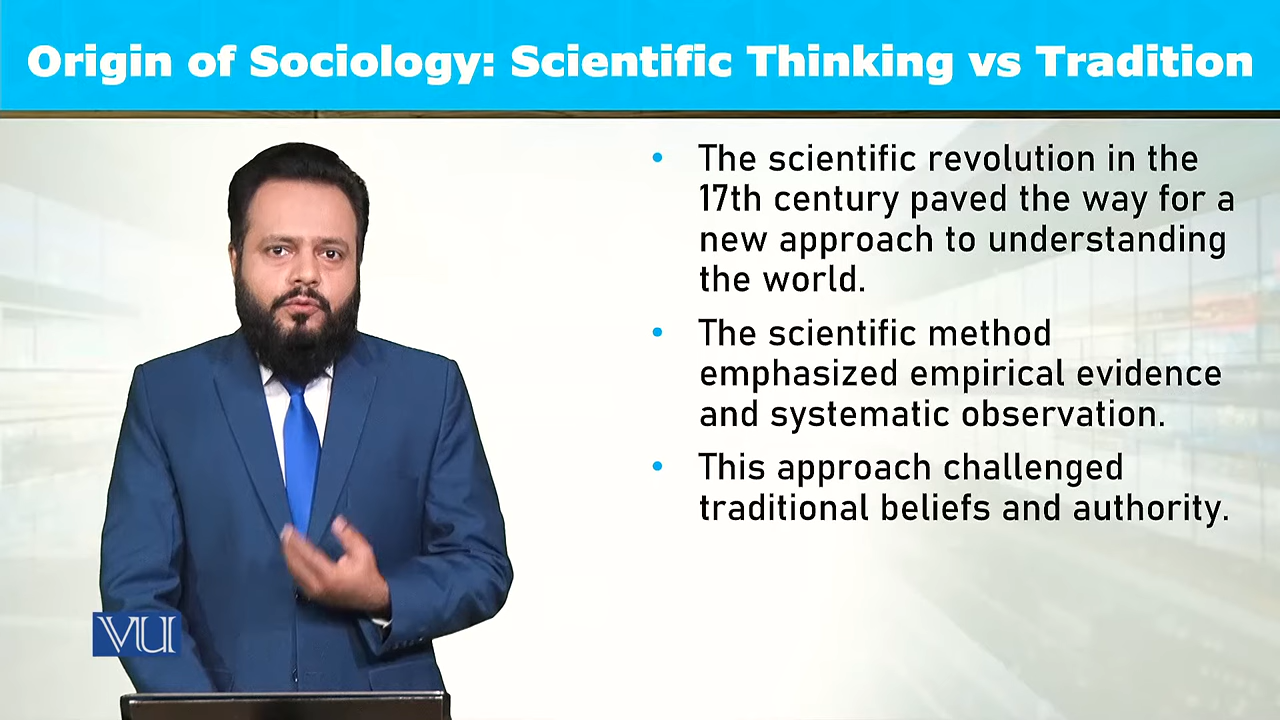 Origin of Sociology: Scientific Thinking vs Tradition
• The scientific revolution in the
17th century paved the way for a
new approach to understanding
the world.
• The scientific method
emphasized empirical evidence
and systematic observation.
• This approach challenged
traditional beliefs and authority.
VU